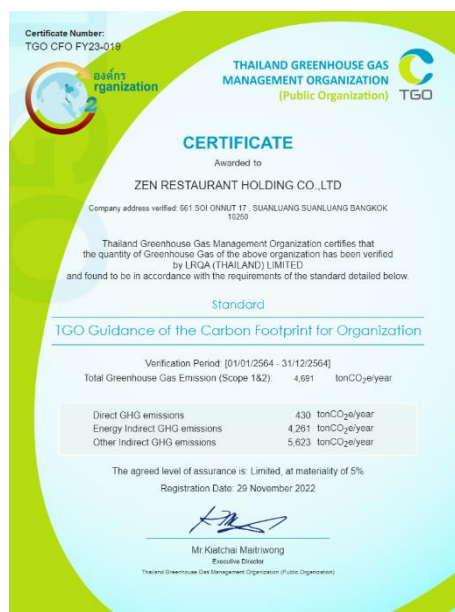 Certificate Number:
TGO CFO FY23-019
องค์กร
rganization
2
THAILAND GREENHOUSE GAS
MANAGEMENT ORGANIZATION
(Public Organization)
TGO
CERTIFICATE
Awarded to
ZEN RESTAURANT HOLDING CO.,LTD
Company address verified: 661 SOI ONNUT 17 , SUANLUANG SUANLUANG BANGKOK
10250
Thailand Greenhouse Gas Management Organization certifies that
the quantity of Greenhouse Gas of the above organization has been verified
by LRQA (THAILAND) LIMITED
and found to be in accordance with the requirements of the standard detailed below.
Standard
TGO Guidance of the Carbon Footprint for Organization
Verification Period: [01/01/2564 - 31/12/2564]
Total Greenhouse Gas Emission (Scope 1&2): 4,691 tonCO2e/year
Direct GHG emissions 430 tonCO2e/year
Energy Indirect GHG emissions 4,261 tonCO2e/year
Other Indirect GHG emissions 5,623 tonCO2e/year
The agreed level of assurance is: Limited, at materiality of 5%
Registration Date: 29 November 2022
Mr.Kiatchai Maitriwong
Executive Director
Thailand Greenhouse Gas Management Organization (Public Organization)